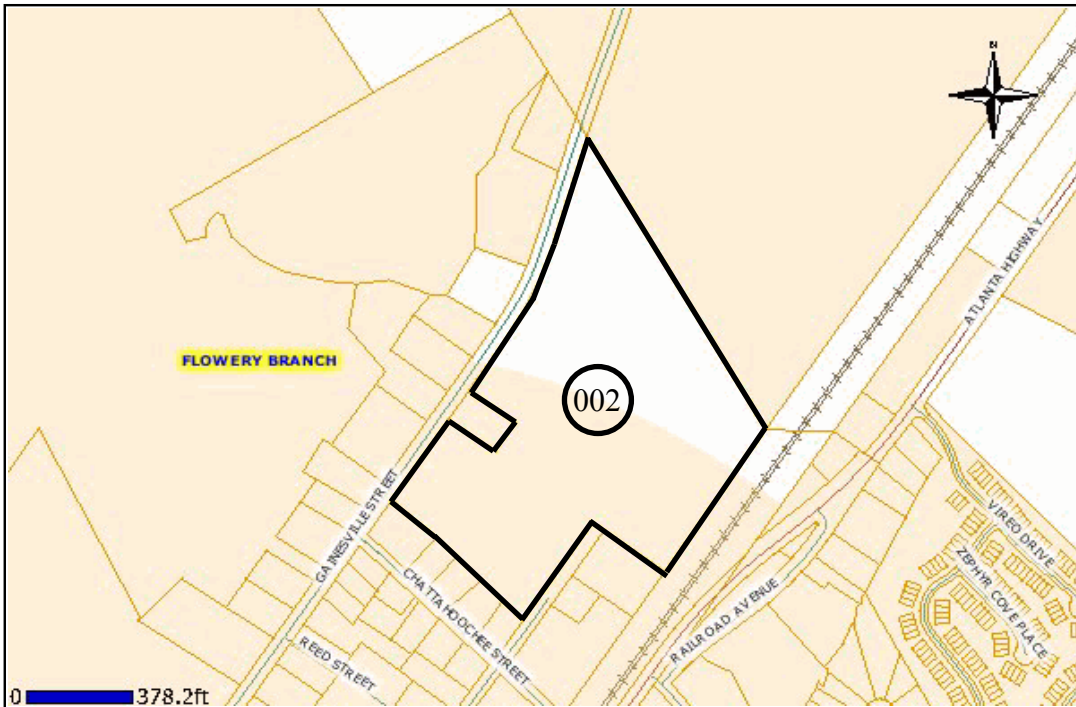 N
ATLANTA HIGHWAY
FLOWERY BRANCH
002
GAINESVILLE STREET
VIREO DRIVE
ZEPHYR COVE PLACE
CHATTAHOOCHEE STREET
RAILROAD AVENUE
REED STREET
0 378.2ft